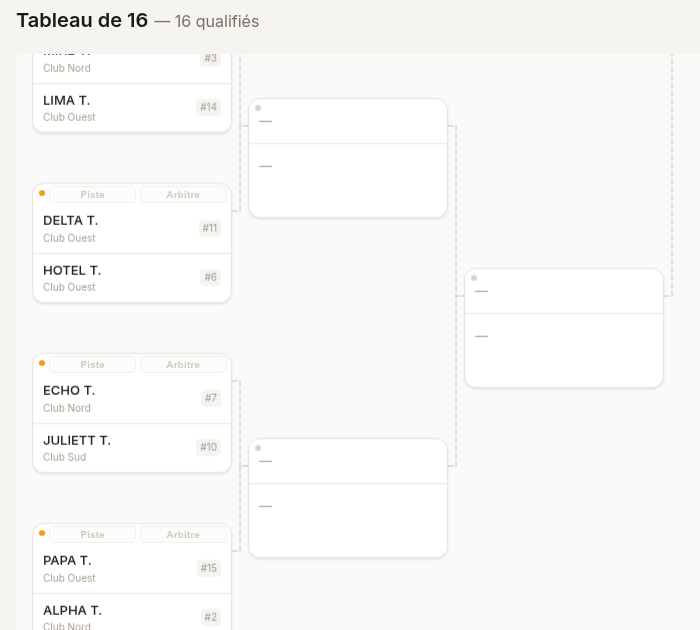 Tableau de 16 — 16 qualifiés
#3
Club Nord
LIMA T.
#14
Club Ouest
—
—
Piste
Arbitre
DELTA T.
#11
Club Ouest
HOTEL T.
#6
Club Ouest
—
—
Piste
Arbitre
ECHO T.
#7
Club Nord
JULIETT T.
#10
Club Sud
—
—
Piste
Arbitre
PAPA T.
#15
Club Ouest
ALPHA T.
#2
Club Nord